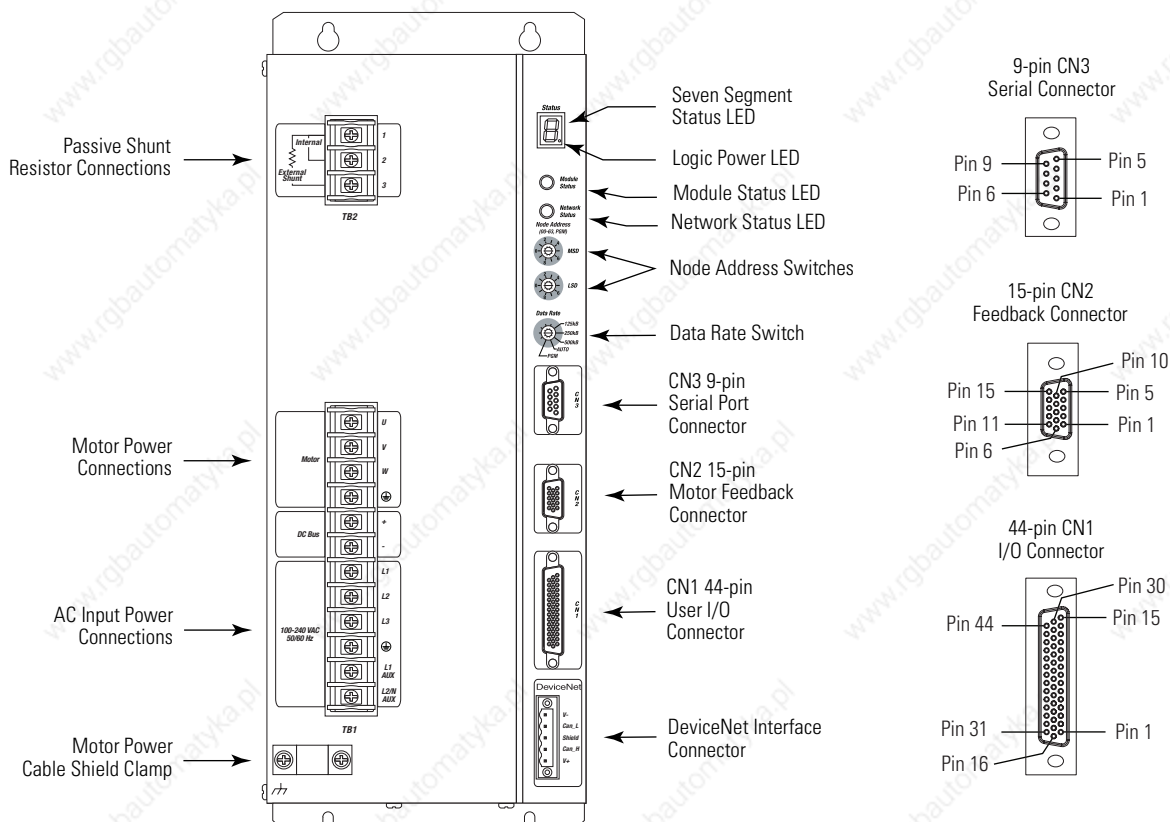 Passive Shunt
Resistor Connections
Motor Power
Connections
AC Input Power
Connections
Motor Power
Cable Shield Clamp
Internal
External
Shunt
1
2
3
TB2
Motor
U
V
W
DC Bus
+
-
100-240 VAC
50/60 Hz
L1
L2
L3
L1
AUX
L2/N
AUX
TB1
Status
Module
Status
Network
Status
Node Address
(00-63, PGM)
MSD
LSD
Data Rate
125kB
250kB
500kB
AUTO
PGM
CN3
CN2
CN1
DeviceNet
V-
Can_L
Shield
Can_H
V+
Seven Segment
Status LED
Logic Power LED
Module Status LED
Network Status LED
Node Address Switches
Data Rate Switch
CN3 9-pin
Serial Port
Connector
CN2 15-pin
Motor Feedback
Connector
CN1 44-pin
User I/O
Connector
DeviceNet Interface
Connector
9-pin CN3
Serial Connector
Pin 9
Pin 5
Pin 6
Pin 1
15-pin CN2
Feedback Connector
Pin 10
Pin 15
Pin 5
Pin 11
Pin 1
Pin 6
44-pin CN1
I/O Connector
Pin 30
Pin 44
Pin 15
Pin 31
Pin 1
Pin 16
www.rgbautomatyka.pl